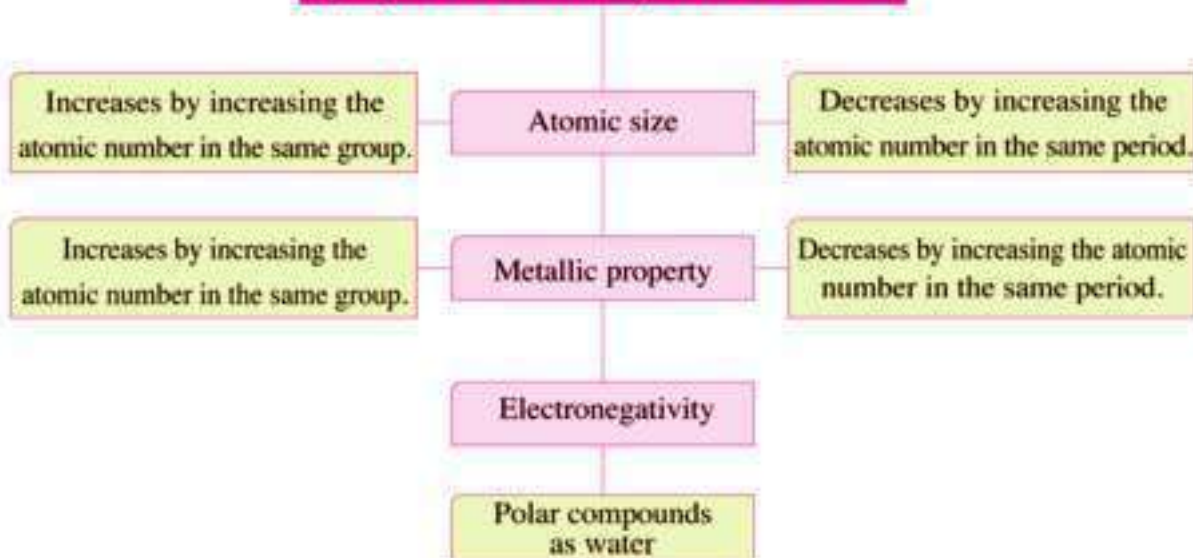 Increases by increasing the
atomic number in the same group.
Atomic size
Decreases by increasing the
atomic number in the same period.
Increases by increasing the
atomic number in the same group.
Metallic property
Decreases by increasing the atomic
number in the same period.
Electronegativity
Polar compounds
as water